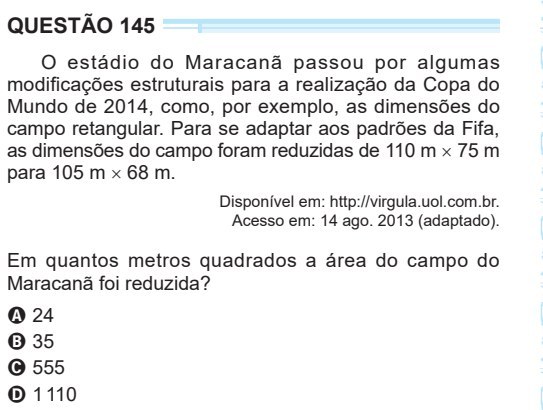 QUESTÃO 145
O estádio do Maracanã passou por algumas
modificações estruturais para a realização da Copa do
Mundo de 2014, como, por exemplo, as dimensões do
campo retangular. Para se adaptar aos padrões da Fifa,
as dimensões do campo foram reduzidas de 110 m × 75 m
para 105 m × 68 m.
Disponível em: http://virgula.uol.com.br.
Acesso em: 14 ago. 2013 (adaptado).
Em quantos metros quadrados a área do campo do
Maracanã foi reduzida?
A 24
B 35
C 555
D 1 110